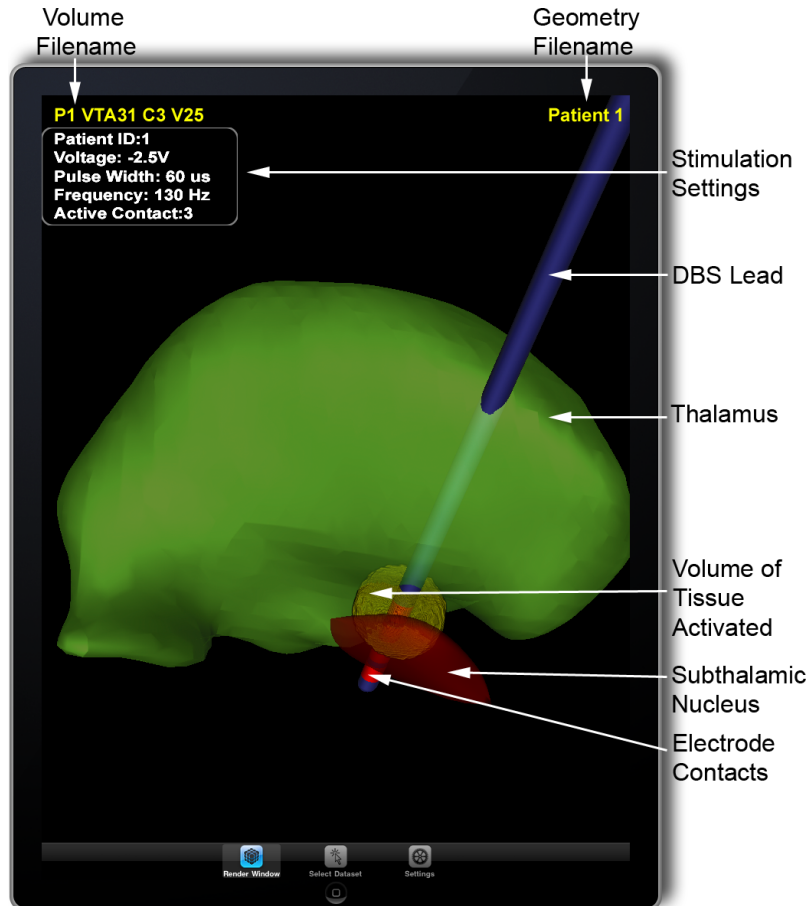 Volume
Filename
Geometry
Filename
P1 VTA31 C3 V25
Patient 1
Patient ID:1
Voltage: -2.5V
Pulse Width: 60 us
Frequency: 130 Hz
Active Contact:3
Stimulation
Settings
DBS Lead
Thalamus
Volume of
Tissue
Activated
Subthalamic
Nucleus
Electrode
Contacts
Render Window
Select Dataset
Settings